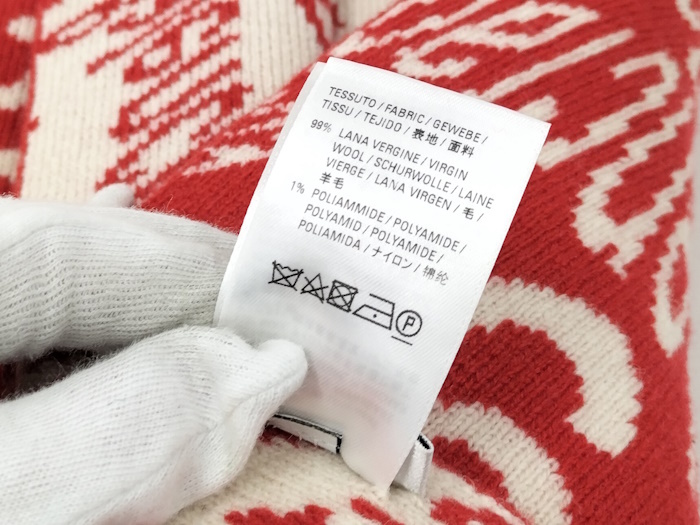 TESSUTO / FABRIC / GEWEBE /
TISSU / TEJIDO / 表地 / 面料
99% LANA VERGINE / VIRGIN
WOOL / SCHURWOLLE / LAINE
VIERGE / LANA VIRGEN / 毛 /
羊毛
1% POLIAMMIDE / POLYAMIDE /
POLYAMID / POLYAMIDE /
POLIAMIDA / ナイロン / 锦纶
P